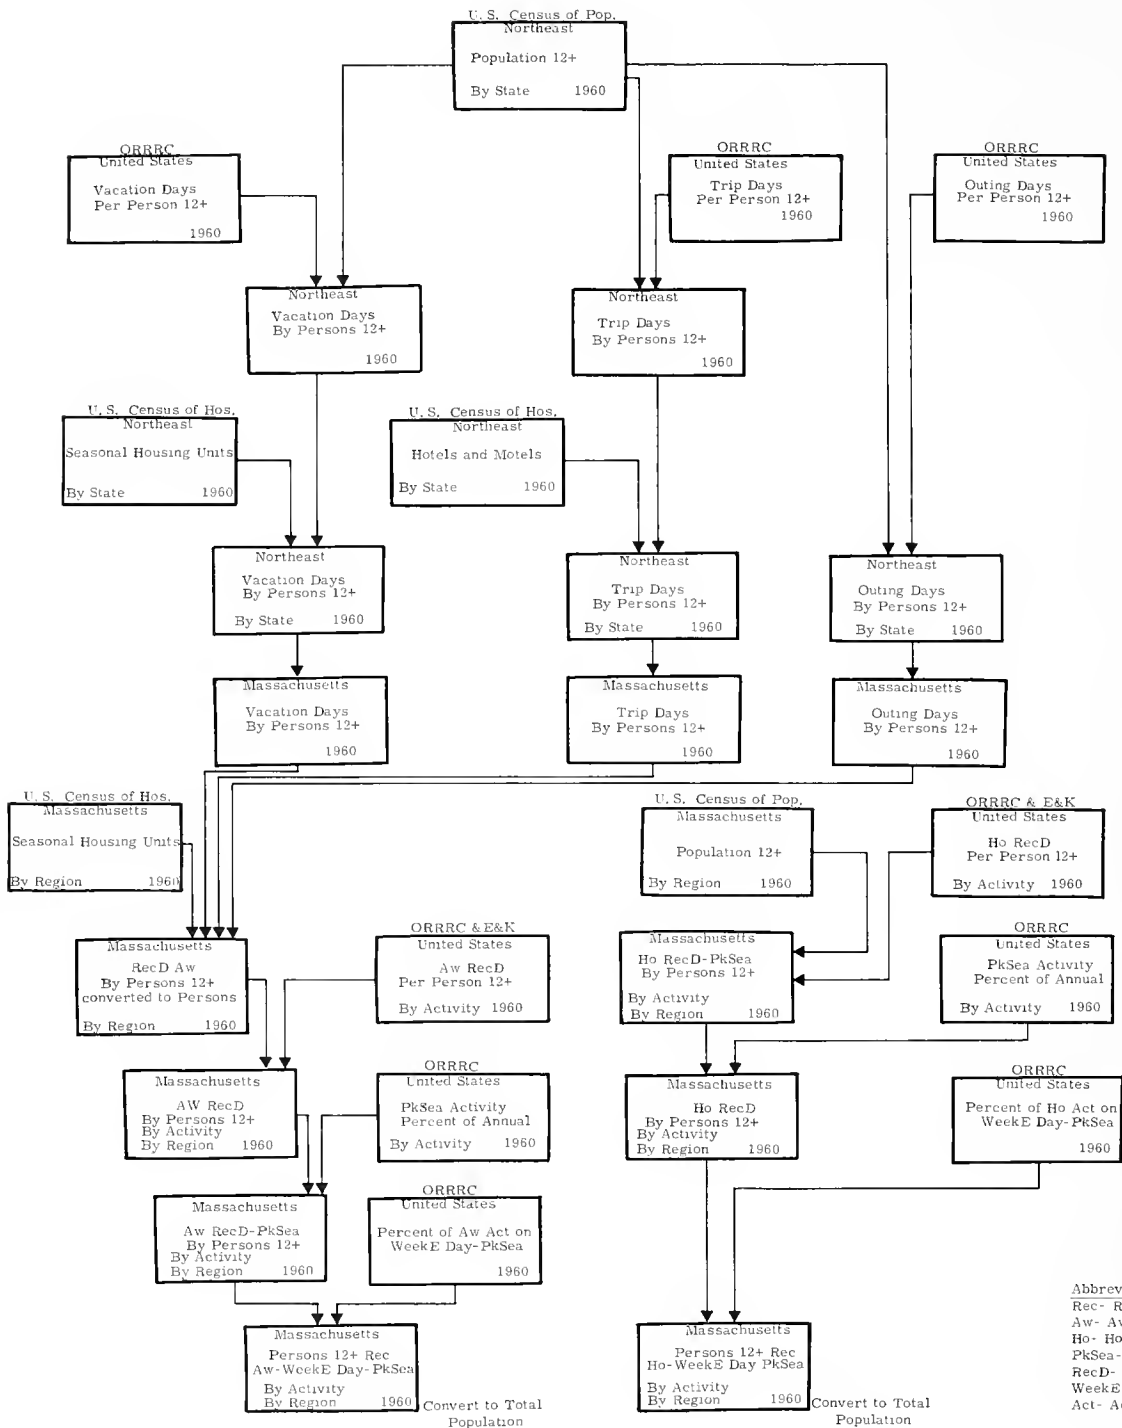 U. S. Census of Pop.
Northeast
Population 12+
By State 1960
ORRRC
United States
Vacation Days
Per Person 12+
1960
ORRRC
United States
Trip Days
Per Person 12+
1960
ORRRC
United States
Outing Days
Per Person 12+
1960
Northeast
Vacation Days
By Persons 12+
1960
Northeast
Trip Days
By Persons 12+
1960
U. S. Census of Hos.
Northeast
Seasonal Housing Units
By State 1960
U. S. Census of Hos.
Northeast
Hotels and Motels
By State 1960
Northeast
Vacation Days
By Persons 12+
By State 1960
Northeast
Trip Days
By Persons 12+
By State 1960
Northeast
Outing Days
By Persons 12+
By State 1960
Massachusetts
Vacation Days
By Persons 12+
1960
Massachusetts
Trip Days
By Persons 12+
1960
Massachusetts
Outing Days
By Persons 12+
1960
U. S. Census of Hos.
Massachusetts
Seasonal Housing Units
By Region 1960
U. S. Census of Pop.
Massachusetts
Population 12+
By Region 1960
ORRRC & E&K
United States
Ho RecD
Per Person 12+
By Activity 1960
Massachusetts
RecD Aw
By Persons 12+
converted to Persons
By Region 1960
ORRRC & E&K
United States
Aw RecD
Per Person 12+
By Activity 1960
Massachusetts
Ho RecD-PkSea
By Persons 12+
By Activity
By Region 1960
ORRRC
United States
PkSea Activity
Percent of Annual
By Activity 1960
Massachusetts
AW RecD
By Persons 12+
By Activity
By Region 1960
ORRRC
United States
PkSea Activity
Percent of Annual
By Activity 1960
Massachusetts
Ho RecD
By Persons 12+
By Activity
By Region 1960
ORRRC
United States
Percent of Ho Act on
WeekE Day-PkSea
1960
Massachusetts
Aw RecD-PkSea
By Persons 12+
By Activity
By Region 1960
ORRRC
United States
Percent of Aw Act on
WeekE Day-PkSea
1960
Massachusetts
Persons 12+ Rec
Aw-WeekE Day-PkSea
By Activity
By Region 1960
Convert to Total
Population
Massachusetts
Persons 12+ Rec
Ho-WeekE Day PkSea
By Activity
By Region 1960
Convert to Total
Population
Abbrev
Rec- R
Aw- Aw
Ho- Ho
PkSea-
RecD-
WeekE
Act- Ac